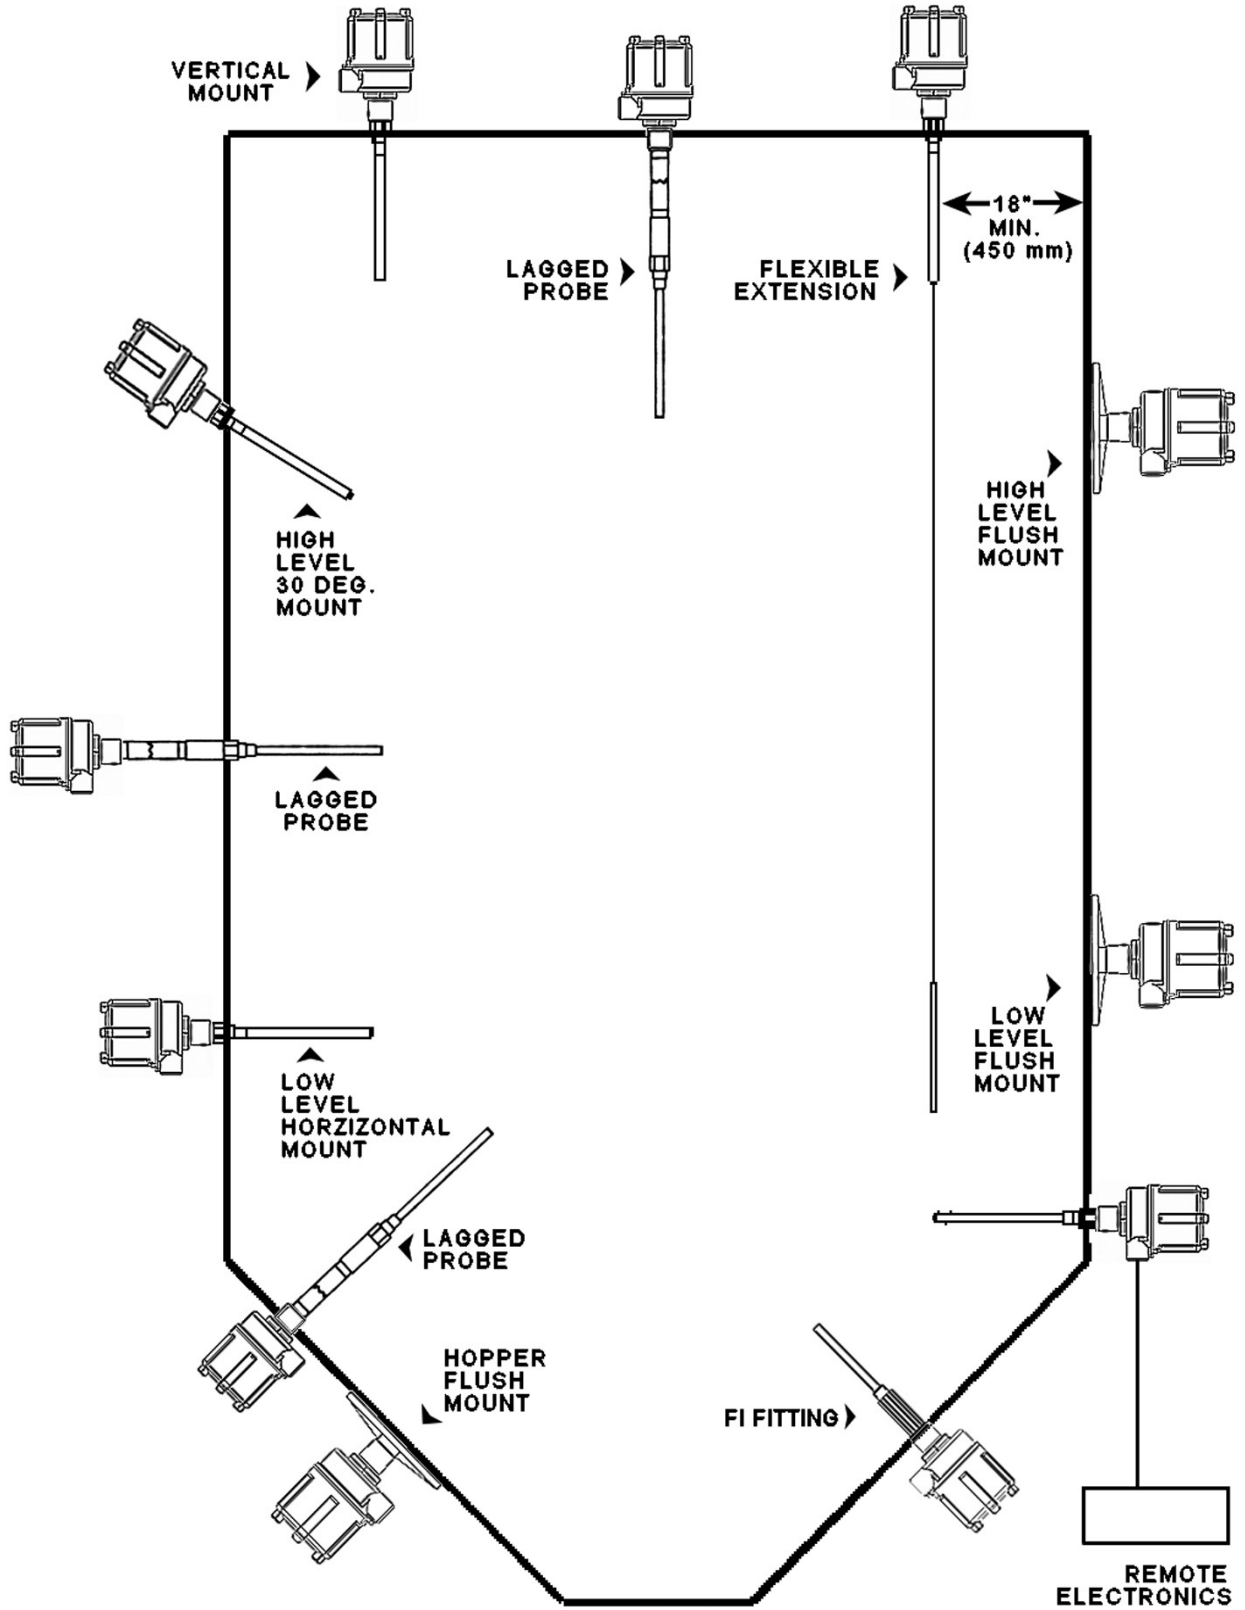 VERTICAL
MOUNT
LAGGED
PROBE
FLEXIBLE
EXTENSION
18"
MIN.
(450 mm)
HIGH
LEVEL
30 DEG.
MOUNT
HIGH
LEVEL
FLUSH
MOUNT
LAGGED
PROBE
LOW
LEVEL
HORZIZONTAL
MOUNT
LOW
LEVEL
FLUSH
MOUNT
LAGGED
PROBE
HOPPER
FLUSH
MOUNT
FI FITTING
REMOTE
ELECTRONICS